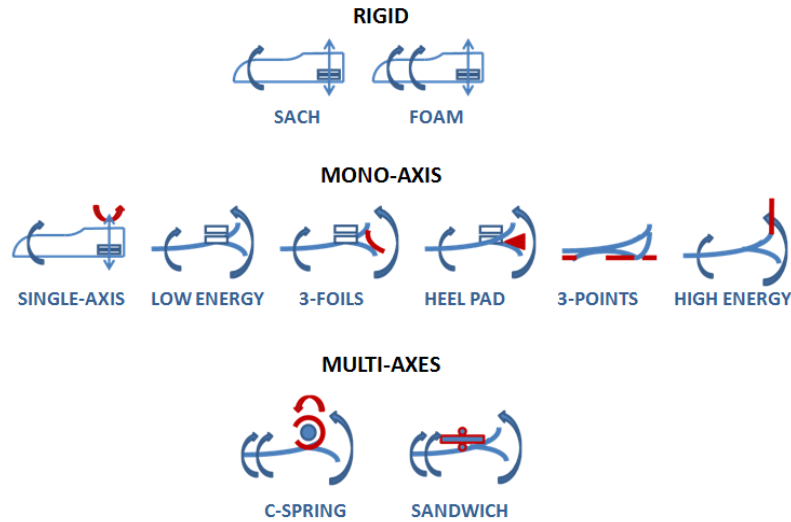 RIGID
SACH FOAM
MONO-AXIS
SINGLE-AXIS LOW ENERGY 3-FOILS HEEL PAD 3-POINTS HIGH ENERGY
MULTI-AXES
C-SPRING SANDWICH